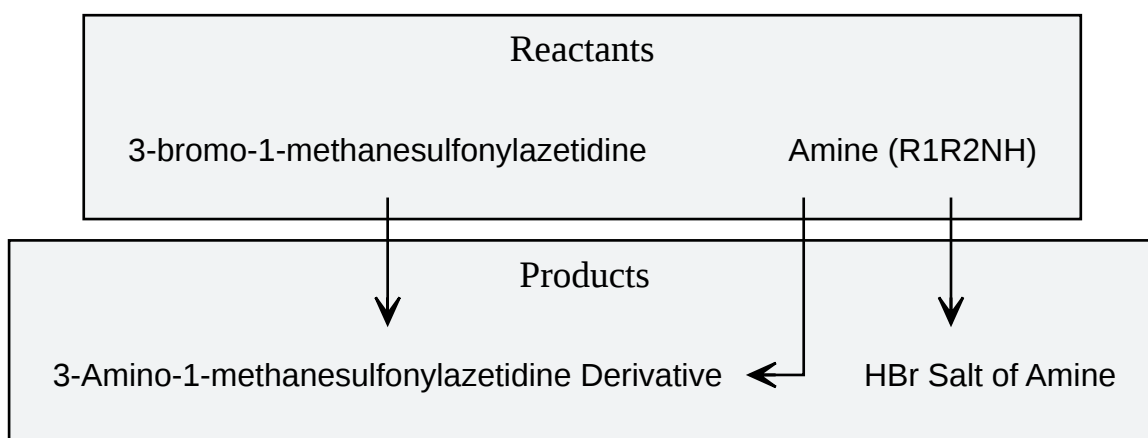 Reactants
3-bromo-1-methanesulfonylazetidine Amine (R1R2NH)
Products
3-Amino-1-methanesulfonylazetidine Derivative HBr Salt of Amine